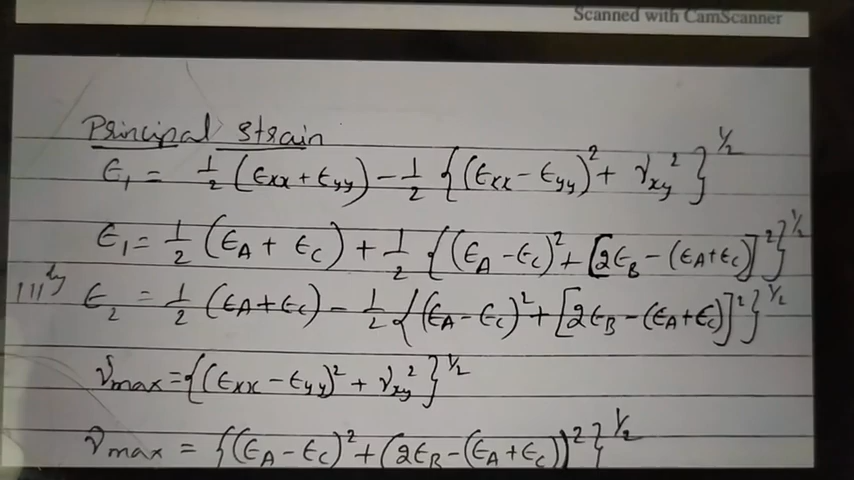 Scanned with CamScanner
Principal strain
ϵ₁ = 1/2 (ϵxx + ϵyy) - 1/2 {(ϵxx - ϵyy)² + γxy²}^1/2
ϵ₁ = 1/2 (ϵA + ϵC) + 1/2 {(ϵA - ϵC)² + [2ϵB - (ϵA+ϵC)]²}^1/2
|||ly ϵ₂ = 1/2 (ϵA + ϵC) - 1/2 {(ϵA - ϵC)² + [2ϵB - (ϵA+ϵC)]²}^1/2
γmax = {(ϵxx - ϵyy)² + γxy²}^1/2
γmax = {(ϵA - ϵC)² + (2ϵB - (ϵA + ϵC))²}^1/2